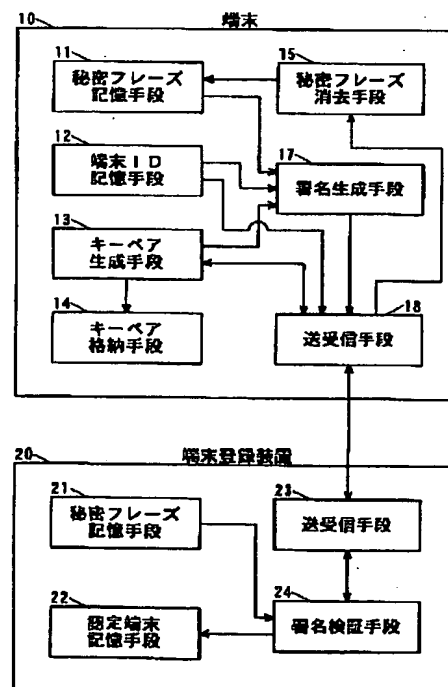 10
端末
11
秘密フレーズ
記憶手段
15
秘密フレーズ
消去手段
12
端末ID
記憶手段
17
署名生成手段
13
キーペア
生成手段
14
キーペア
格納手段
18
送受信手段
20
端末登録装置
21
秘密フレーズ
記憶手段
23
送受信手段
22
認定端末
記憶手段
24
署名検証手段